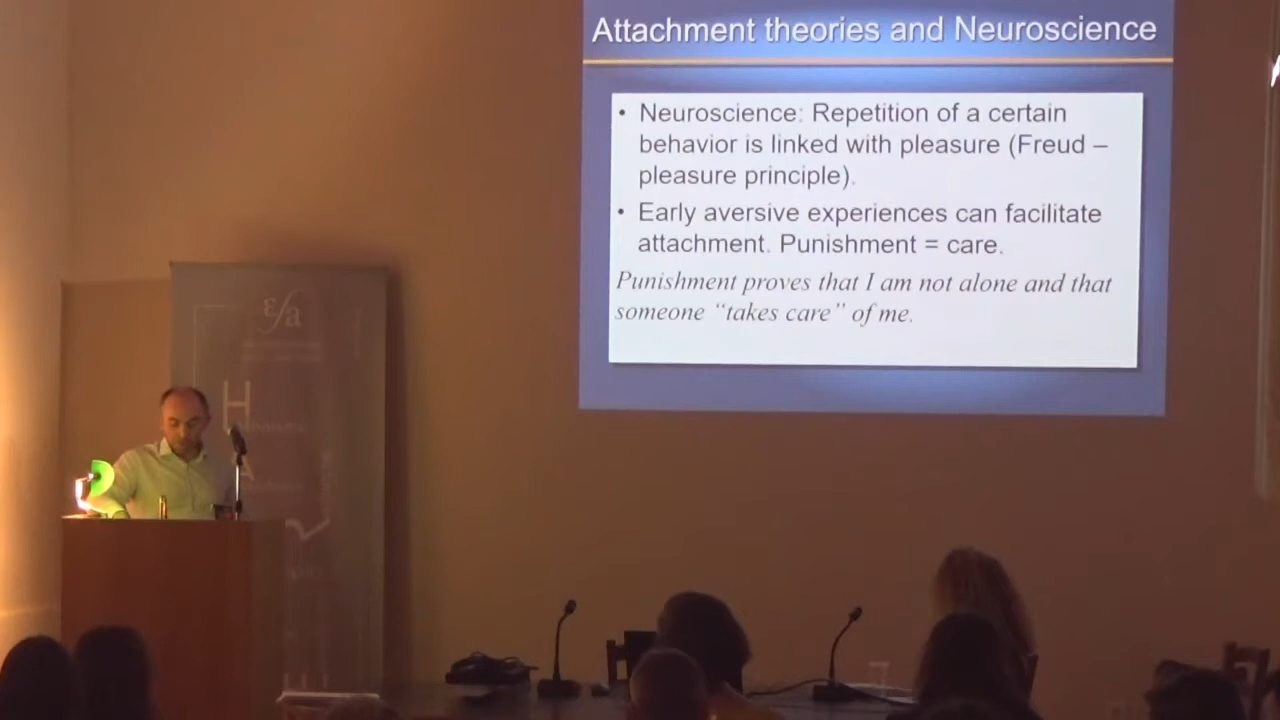 Attachment theories and Neuroscience
• Neuroscience: Repetition of a certain
behavior is linked with pleasure (Freud –
pleasure principle).
• Early aversive experiences can facilitate
attachment. Punishment = care.
Punishment proves that I am not alone and that
someone “takes care” of me.
εfa
H
A